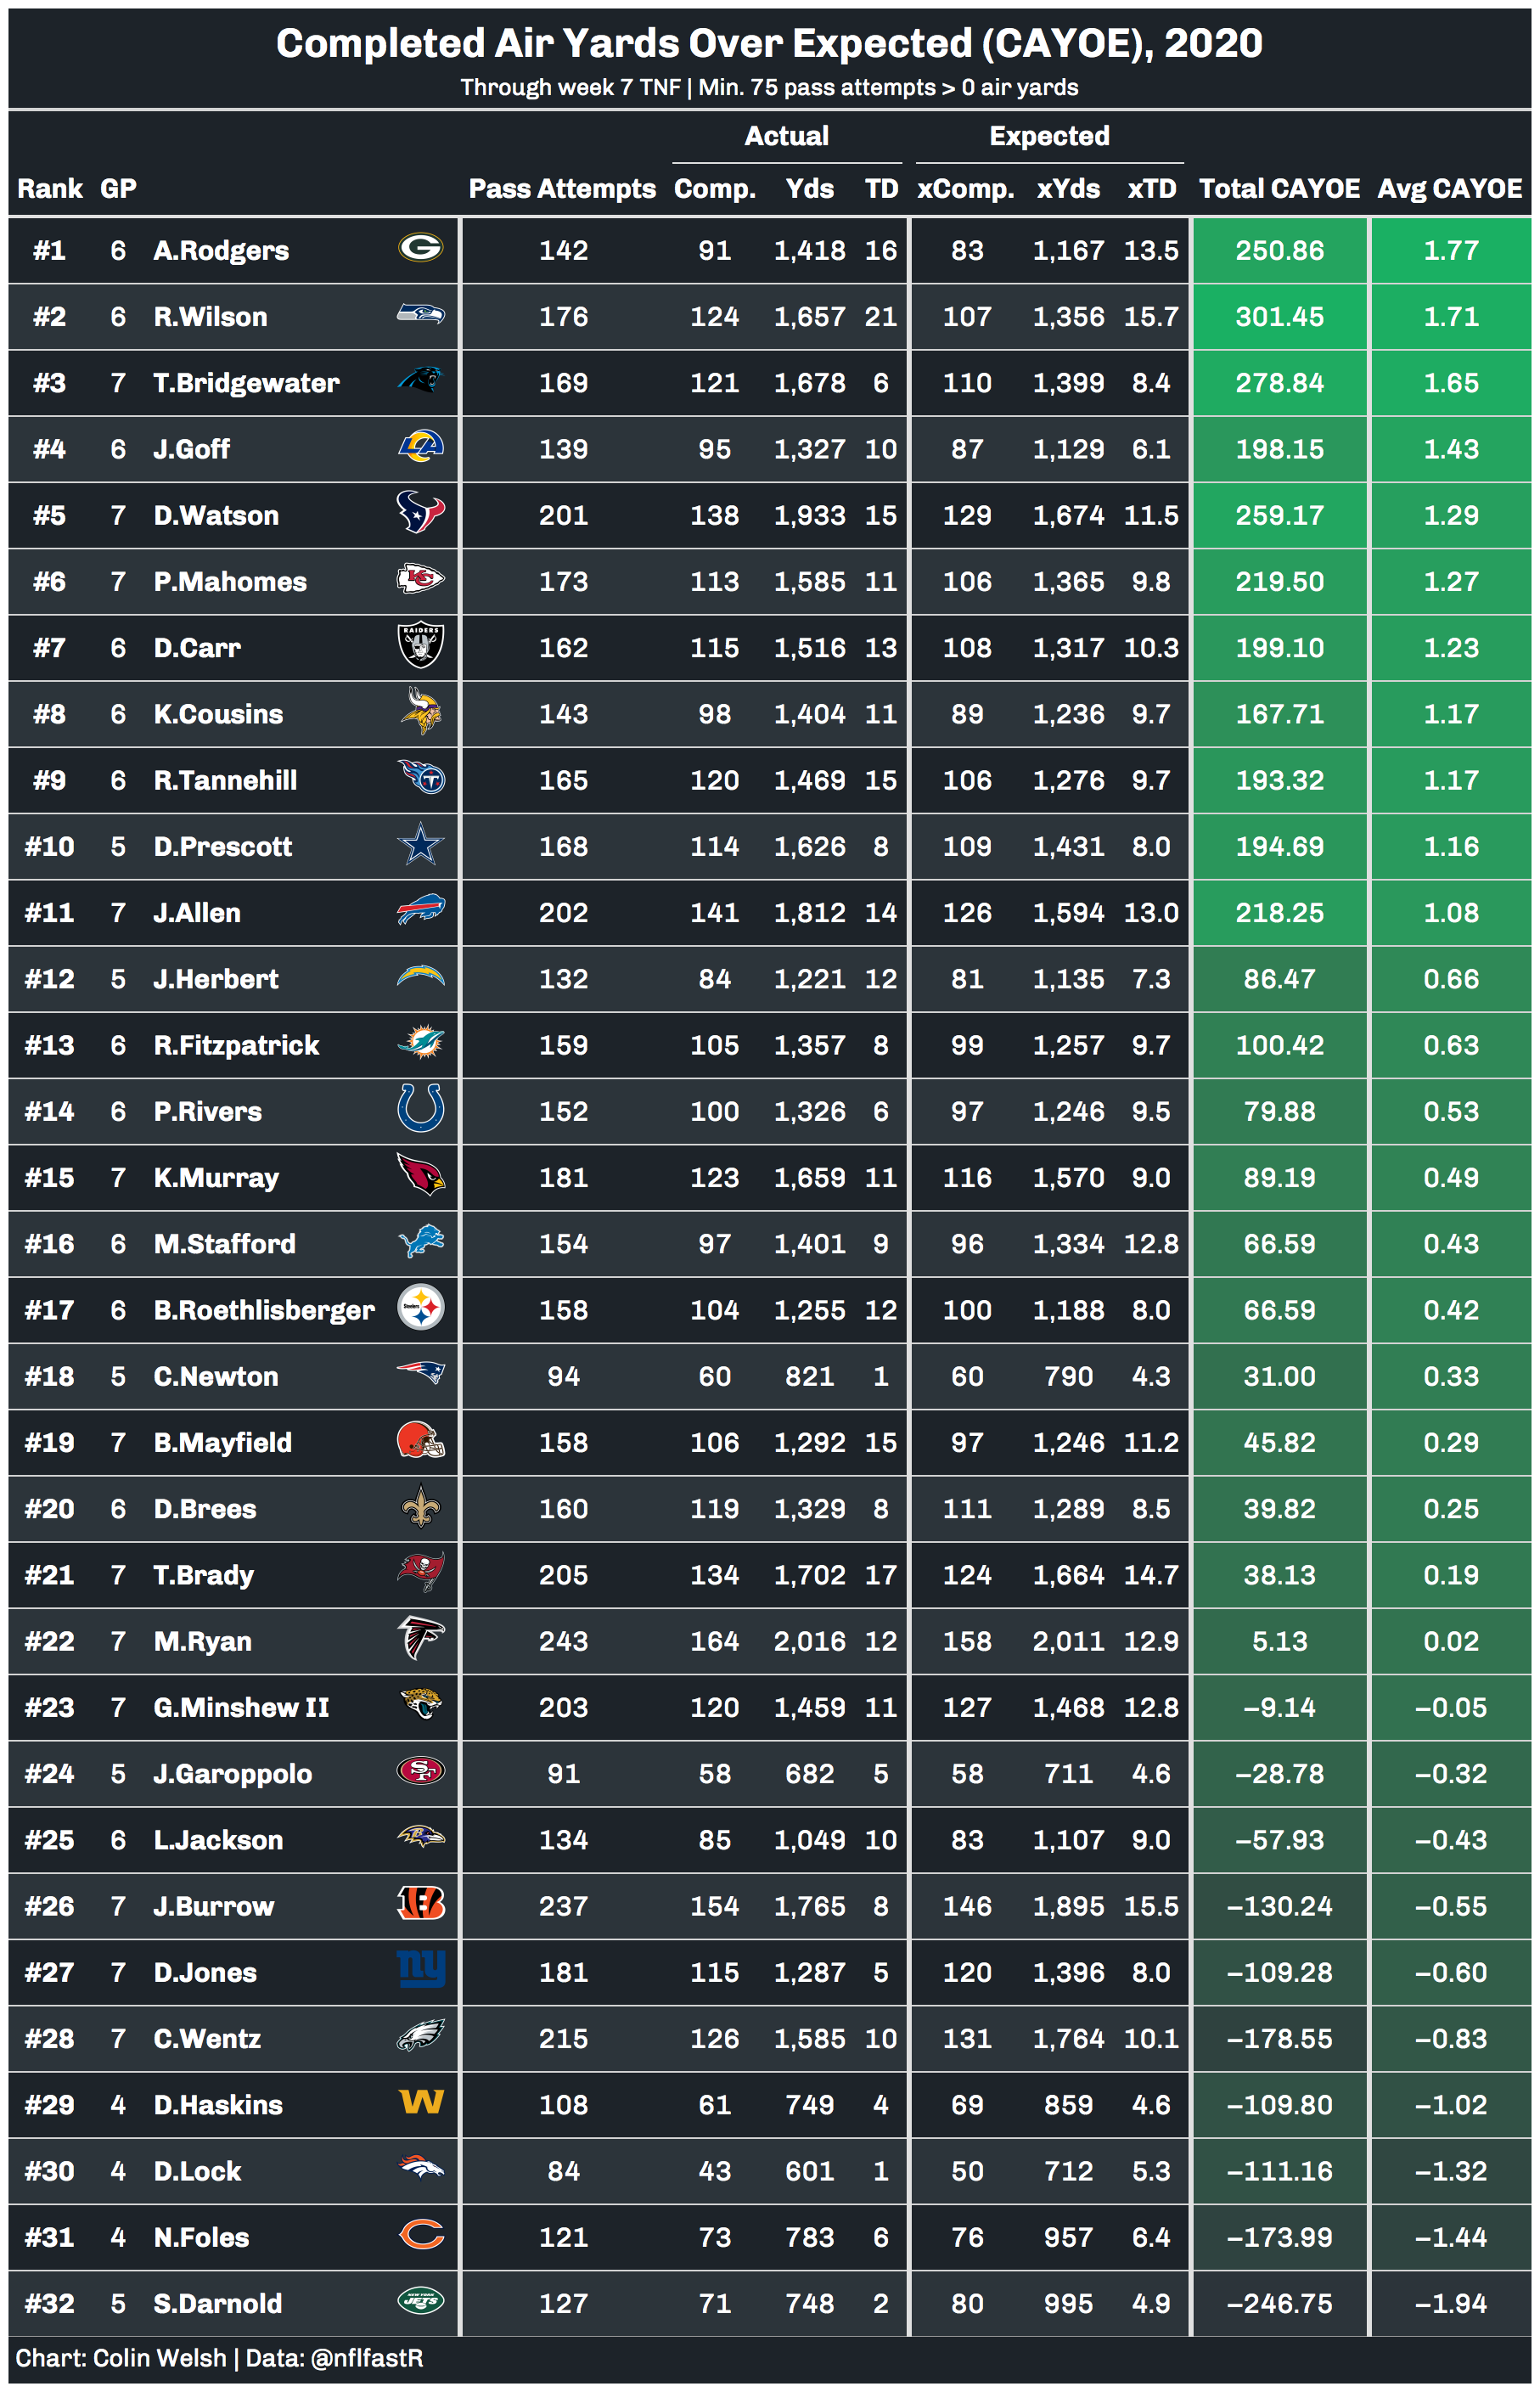 Completed Air Yards Over Expected (CAYOE), 2020
Through week 7 TNF | Min. 75 pass attempts > 0 air yards
Actual Expected
Rank GP Pass Attempts Comp. Yds TD xComp. xYds xTD Total CAYOE Avg CAYOE
#1 6 A.Rodgers G 142 91 1,418 16 83 1,167 13.5 250.86 1.77
#2 6 R.Wilson 176 124 1,657 21 107 1,356 15.7 301.45 1.71
#3 7 T.Bridgewater 169 121 1,678 6 110 1,399 8.4 278.84 1.65
#4 6 J.Goff LA 139 95 1,327 10 87 1,129 6.1 198.15 1.43
#5 7 D.Watson 201 138 1,933 15 129 1,674 11.5 259.17 1.29
#6 7 P.Mahomes KC 173 113 1,585 11 106 1,365 9.8 219.50 1.27
#7 6 D.Carr RAIDERS 162 115 1,516 13 108 1,317 10.3 199.10 1.23
#8 6 K.Cousins 143 98 1,404 11 89 1,236 9.7 167.71 1.17
#9 6 R.Tannehill T 165 120 1,469 15 106 1,276 9.7 193.32 1.17
#10 5 D.Prescott 168 114 1,626 8 109 1,431 8.0 194.69 1.16
#11 7 J.Allen 202 141 1,812 14 126 1,594 13.0 218.25 1.08
#12 5 J.Herbert 132 84 1,221 12 81 1,135 7.3 86.47 0.66
#13 6 R.Fitzpatrick 159 105 1,357 8 99 1,257 9.7 100.42 0.63
#14 6 P.Rivers 152 100 1,326 6 97 1,246 9.5 79.88 0.53
#15 7 K.Murray 181 123 1,659 11 116 1,570 9.0 89.19 0.49
#16 6 M.Stafford 154 97 1,401 9 96 1,334 12.8 66.59 0.43
#17 6 B.Roethlisberger Steelers 158 104 1,255 12 100 1,188 8.0 66.59 0.42
#18 5 C.Newton 94 60 821 1 60 790 4.3 31.00 0.33
#19 7 B.Mayfield 158 106 1,292 15 97 1,246 11.2 45.82 0.29
#20 6 D.Brees 160 119 1,329 8 111 1,289 8.5 39.82 0.25
#21 7 T.Brady 205 134 1,702 17 124 1,664 14.7 38.13 0.19
#22 7 M.Ryan 243 164 2,016 12 158 2,011 12.9 5.13 0.02
#23 7 G.Minshew II 203 120 1,459 11 127 1,468 12.8 −9.14 −0.05
#24 5 J.Garoppolo SF 91 58 682 5 58 711 4.6 −28.78 −0.32
#25 6 L.Jackson 134 85 1,049 10 83 1,107 9.0 −57.93 −0.43
#26 7 J.Burrow B 237 154 1,765 8 146 1,895 15.5 −130.24 −0.55
#27 7 D.Jones ny 181 115 1,287 5 120 1,396 8.0 −109.28 −0.60
#28 7 C.Wentz 215 126 1,585 10 131 1,764 10.1 −178.55 −0.83
#29 4 D.Haskins W 108 61 749 4 69 859 4.6 −109.80 −1.02
#30 4 D.Lock 84 43 601 1 50 712 5.3 −111.16 −1.32
#31 4 N.Foles C 121 73 783 6 76 957 6.4 −173.99 −1.44
#32 5 S.Darnold NEW YORK JETS 127 71 748 2 80 995 4.9 −246.75 −1.94
Chart: Colin Welsh | Data: @nflfastR